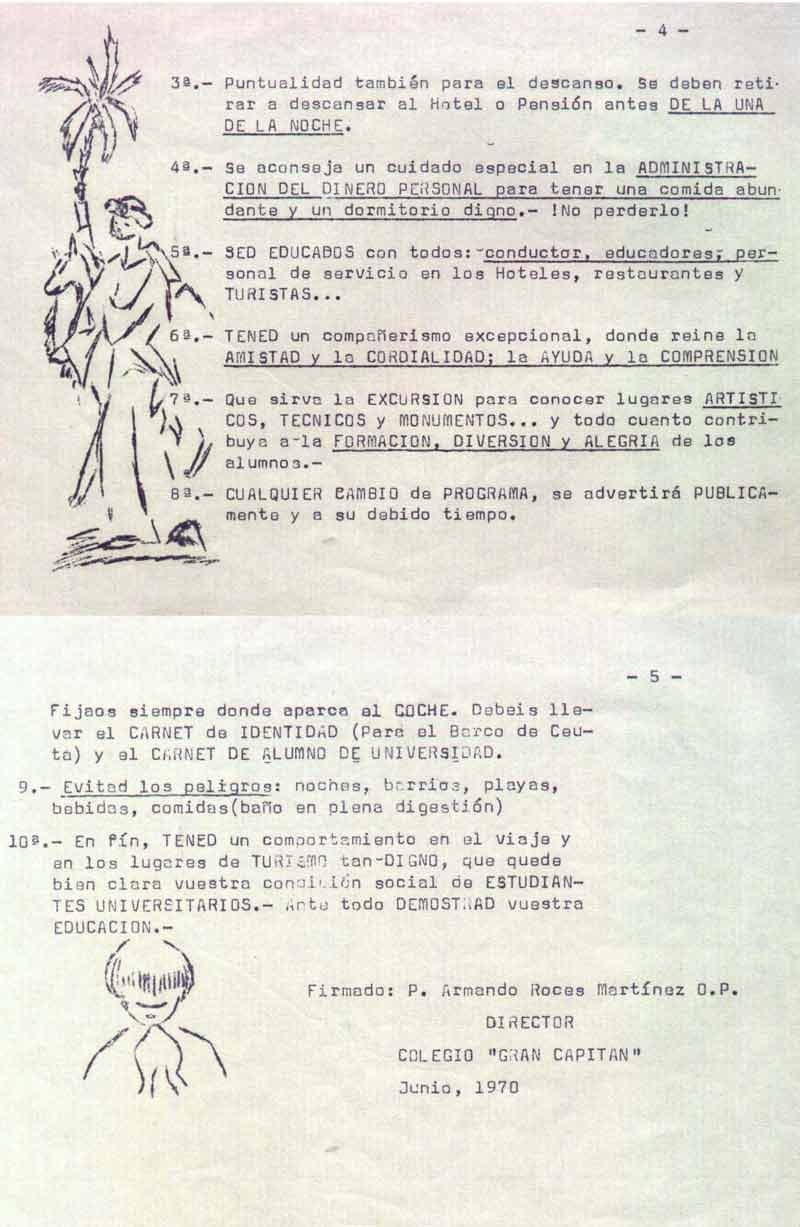 - 4 -
3ª.- Puntualidad también para el descanso. Se deben reti-
rar a descansar al Hotel o Pensión antes DE LA UNA
DE LA NOCHE.
4ª.- Se aconseja un cuidado especial en la ADMINISTRA-
CION DEL DINERO PERSONAL para tener una comida abun-
dante y un dormitorio digno.- !No perderlo!
5ª.- SED EDUCADOS con todos: conductor, educadores, per-
sonal de servicio en los Hoteles, restaurantes y
TURISTAS...
6ª.- TENED un compañerismo excepcional, donde reine la
AMISTAD y la CORDIALIDAD; la AYUDA y la COMPRENSION
7ª.- Que sirva la EXCURSION para conocer lugares ARTISTI-
COS, TECNICOS y MONUMENTOS... y todo cuanto contri-
buya a-la FORMACION, DIVERSION y ALEGRIA de los
alumnos.-
8ª.- CUALQUIER CAMBIO de PROGRAMA, se advertirá PUBLICA-
mente y a su debido tiempo.
- 5 -
Fijaos siempre donde aparca el COCHE. Debeis lle-
var el CARNET de IDENTIDAD (Para el Barco de Ceu-
ta) y el CARNET DE ALUMNO DE UNIVERSIDAD.
9.- Evitad los peligros: noches, barrios, playas,
bebidas, comidas(baño en plena digestión)
10ª.- En fín, TENED un comportamiento en el viaje y
en los lugares de TURISMO tan-DIGNO, que quede
bien clara vuestra condición social de ESTUDIAN-
TES UNIVERSITARIOS.- Ante todo DEMOSTRAD vuestra
EDUCACION.-
Firmado: P. Armando Roces Martínez O.P.
DIRECTOR
COLEGIO "GRAN CAPITAN"
Junio, 1970